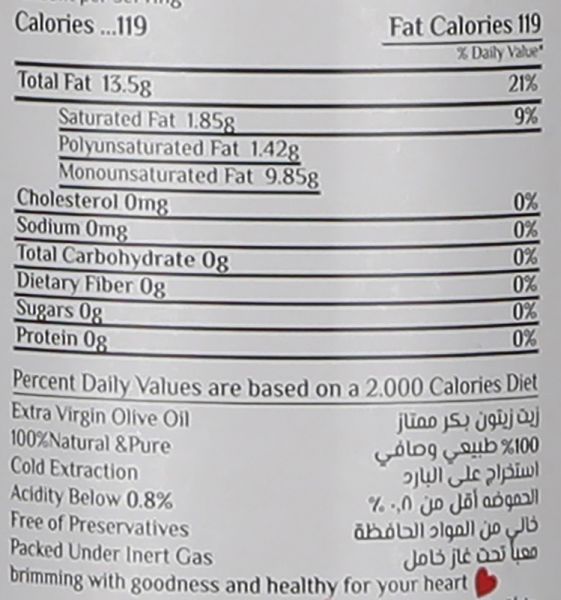 Calories ...119
Fat Calories 119
% Daily Value*
Total Fat 13.5g 21%
Saturated Fat 1.85g 9%
Polyunsaturated Fat 1.42g
Monounsaturated Fat 9.85g
Cholesterol 0mg 0%
Sodium 0mg 0%
Total Carbohydrate 0g 0%
Dietary Fiber 0g 0%
Sugars 0g 0%
Protein 0g 0%
Percent Daily Values are based on a 2.000 Calories Diet
Extra Virgin Olive Oil
زيت زيتون بكر ممتاز
100%Natural &Pure
100% طبيعي وصافي
Cold Extraction
استخراج على البارد
Acidity Below 0.8%
الحموضه أقل من ٠,٨ %
Free of Preservatives
خالي من المواد الحافظة
Packed Under Inert Gas
معبأ تحت غاز خامل
brimming with goodness and healthy for your heart